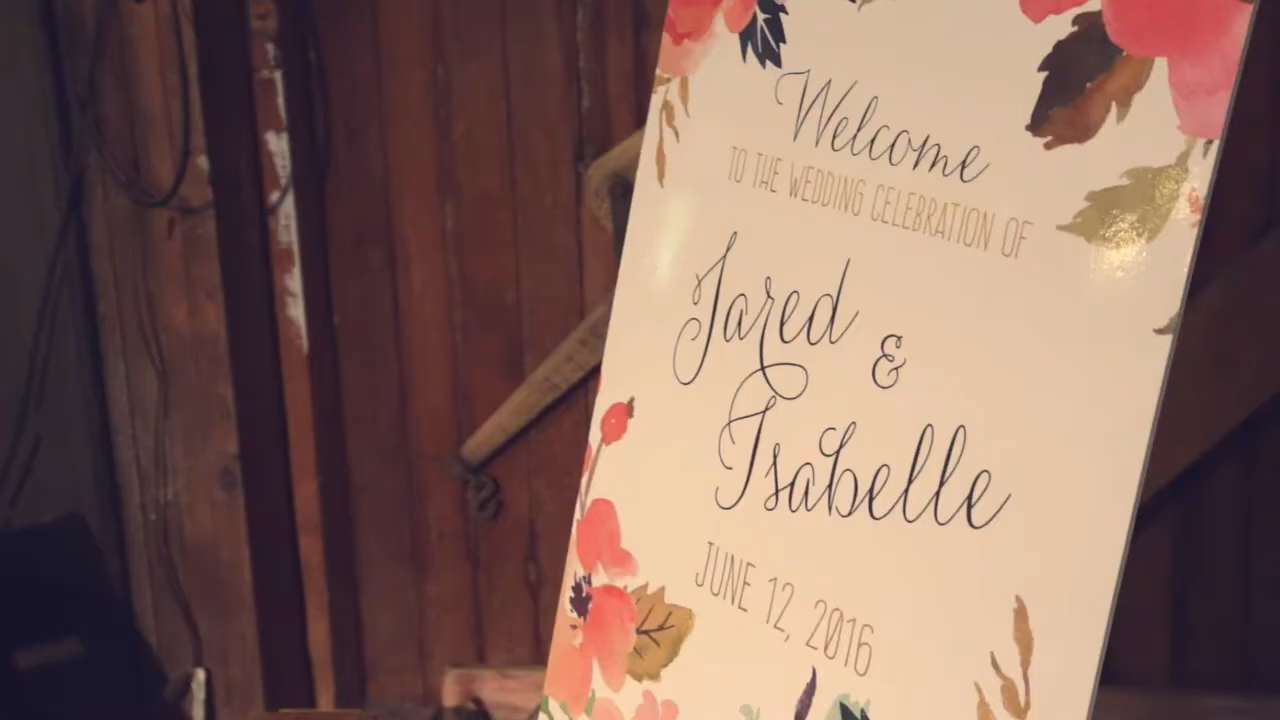 Welcome
TO THE WEDDING CELEBRATION OF
Jared
&
Isabelle
JUNE 12, 2016